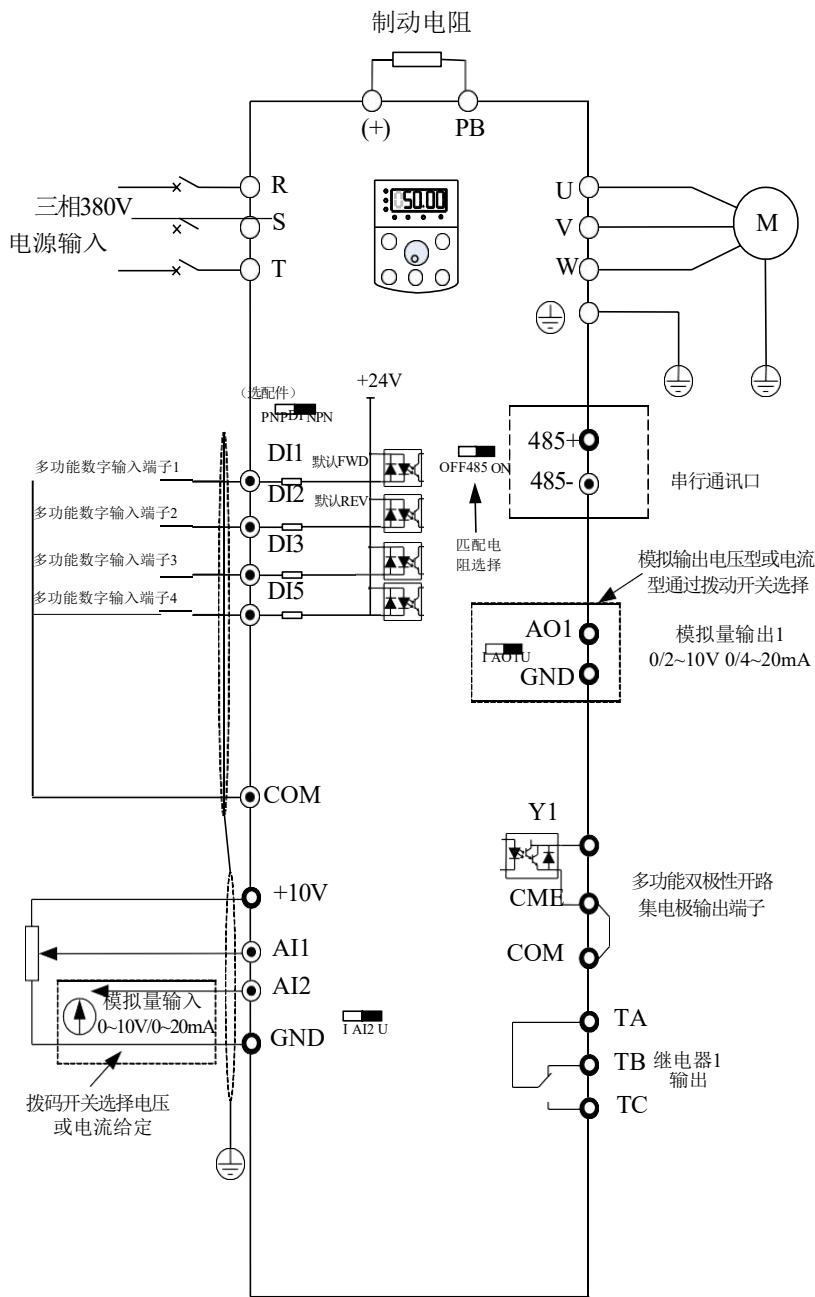 制动电阻
(+)
PB
R
三相380V
S
电源输入
T
50.00
U
V
M
W
(选配件)
PNPDI NPN
+24V
多功能数字输入端子1
DI1
默认FWD
多功能数字输入端子2
DI2
默认REV
多功能数字输入端子3
DI3
多功能数字输入端子4
DI5
OFF485 ON
匹配电
阻选择
485+
485-
串行通讯口
模拟输出电压型或电流
型通过拨动开关选择
AO1
I AO1U
GND
模拟量输出1
0/2~10V 0/4~20mA
COM
Y1
CME
COM
多功能双极性开路
集电极输出端子
+10V
AI1
AI2
模拟量输入
0~10V/0~20mA
GND
I AI2 U
拨码开关选择电压
或电流给定
TA
TB
继电器1
输出
TC